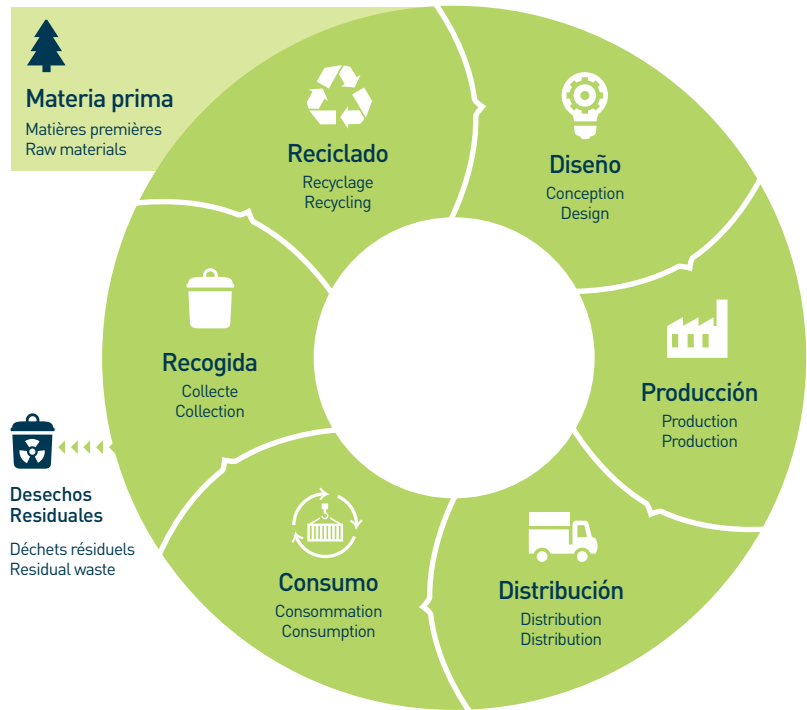 Materia prima
Matières premières
Raw materials
Reciclado
Recyclage
Recycling
Diseño
Conception
Design
Producción
Production
Production
Distribución
Distribution
Distribution
Consumo
Consommation
Consumption
Recogida
Collecte
Collection
Desechos
Residuales
Déchets résiduels
Residual waste